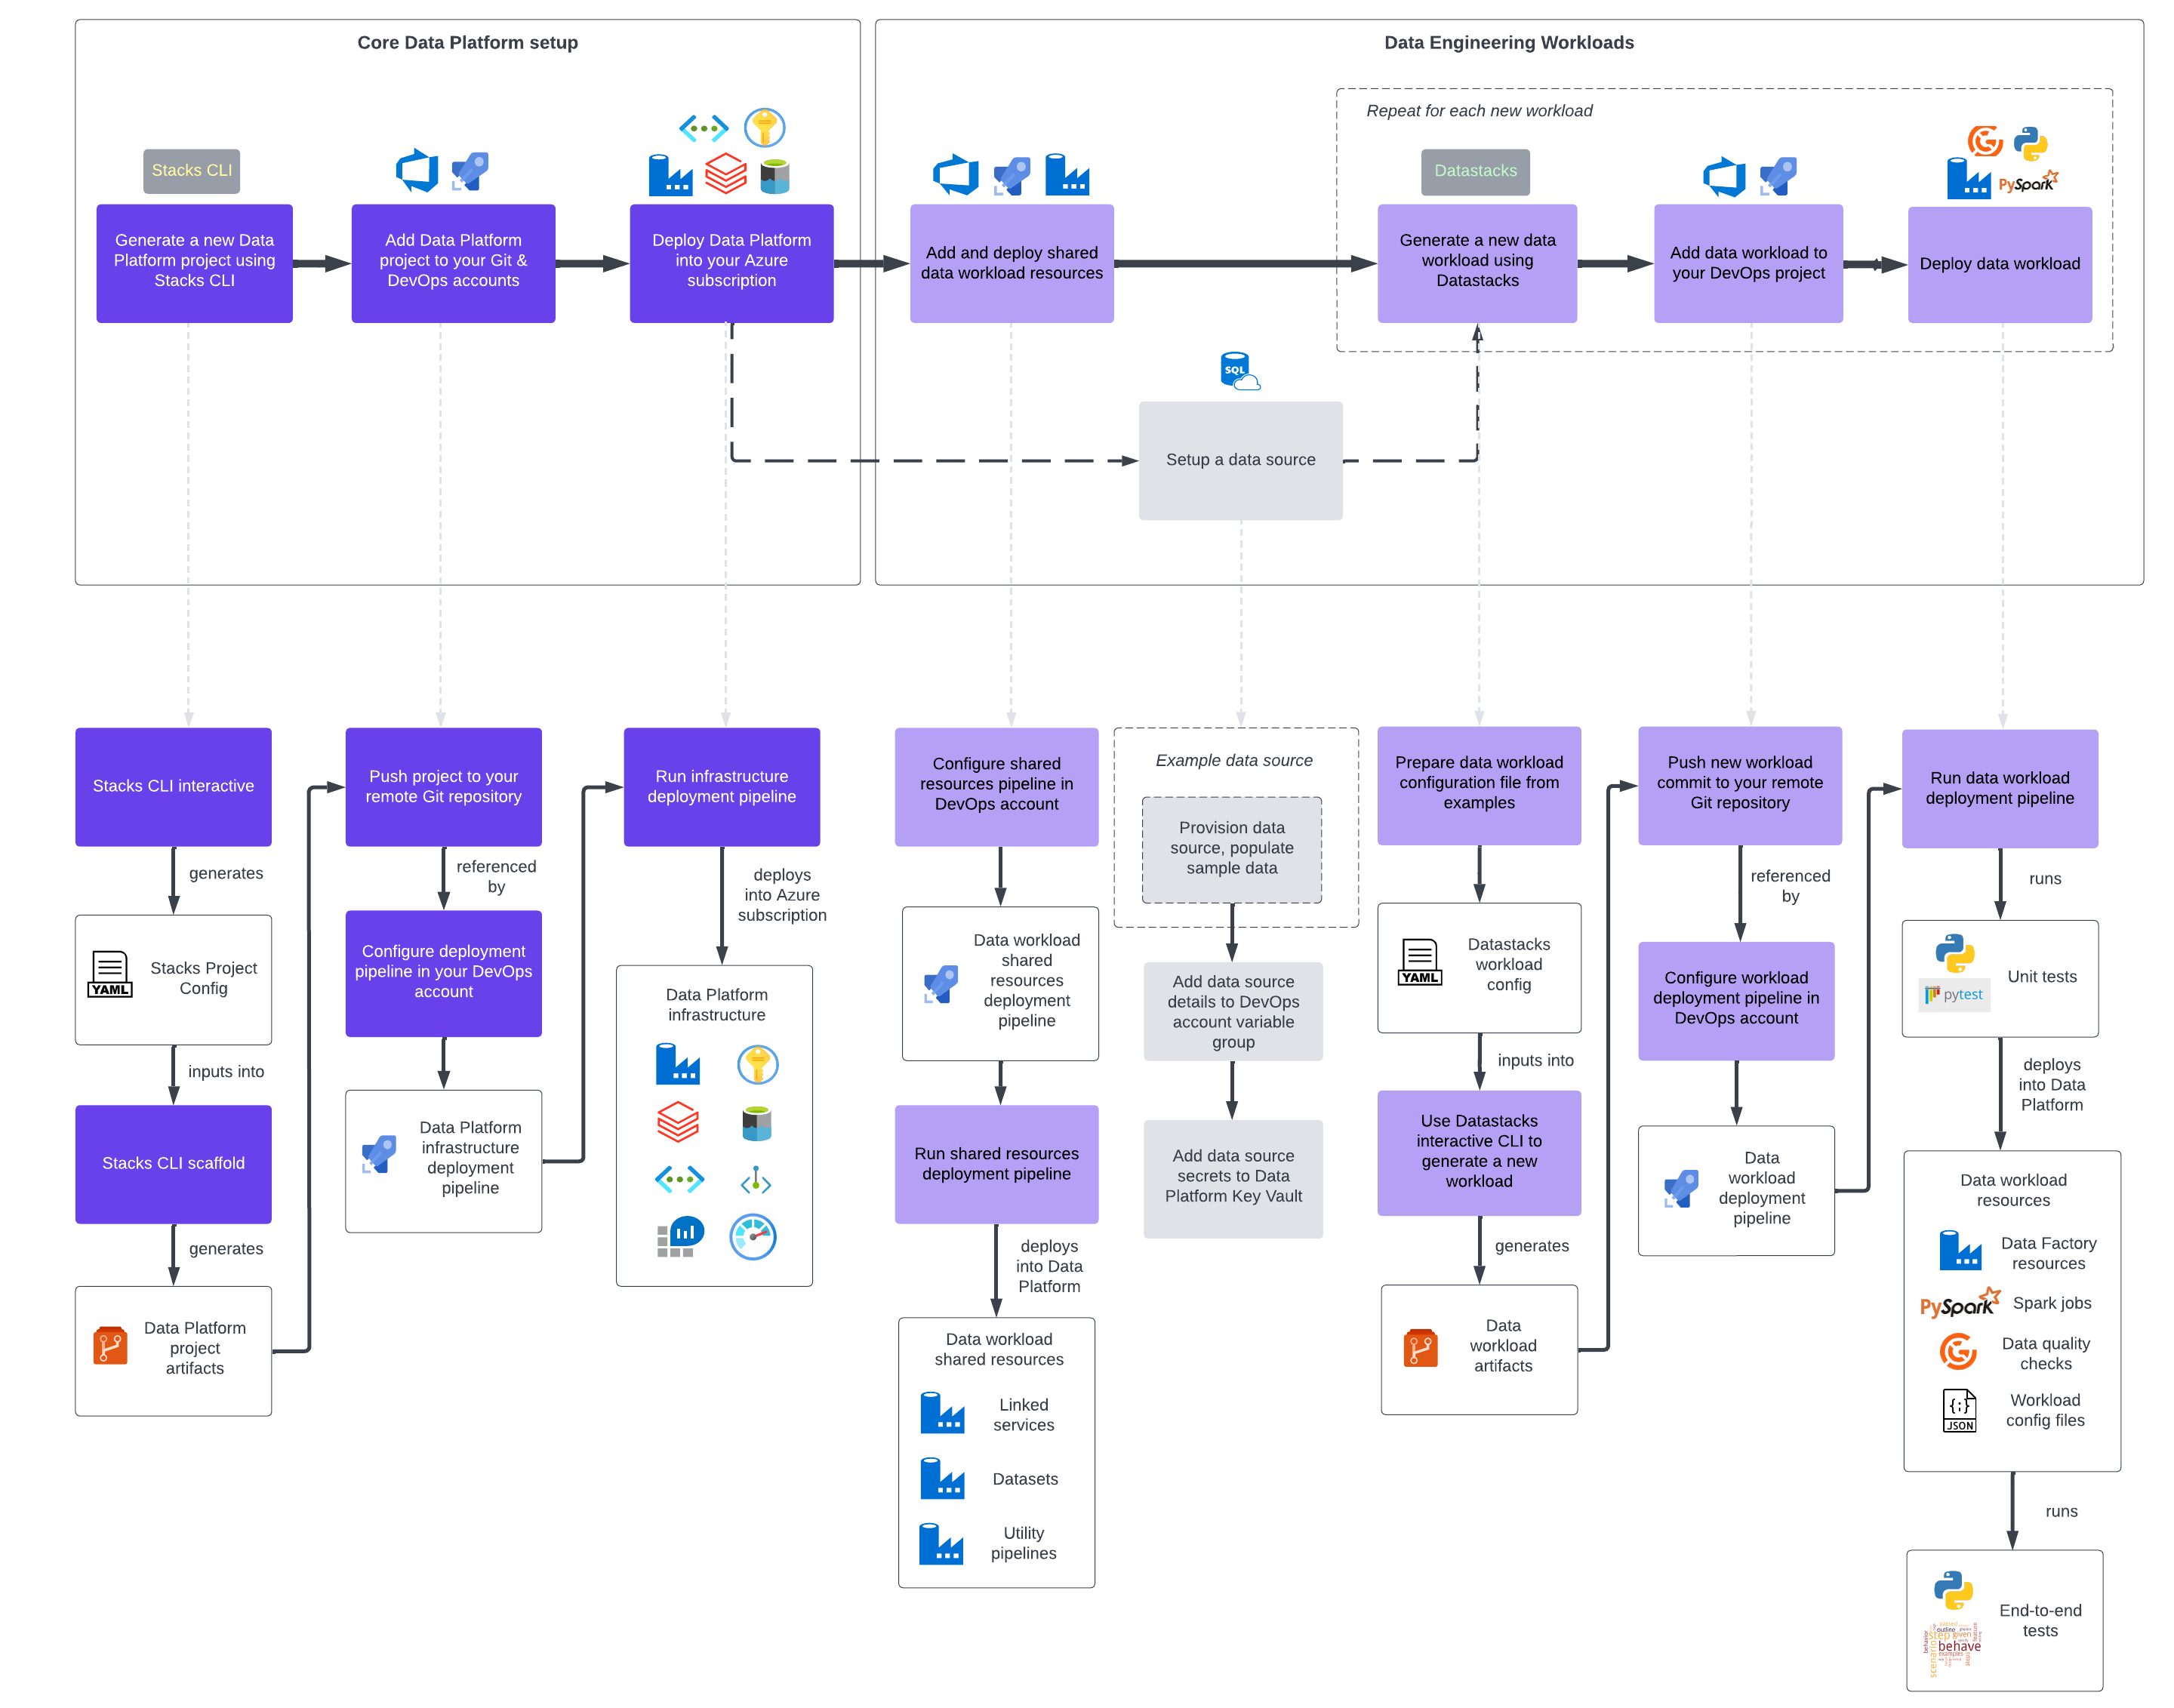 Core Data Platform setup
Data Engineering Workloads
Repeat for each new workload
Stacks CLI
Datastacks
PySpark
Generate a new Data
Platform project using
Stacks CLI
Add Data Platform
project to your Git &
DevOps accounts
Deploy Data Platform
into your Azure
subscription
Add and deploy shared
data workload resources
Generate a new data
workload using
Datastacks
Add data workload to
your DevOps project
Deploy data workload
SQL
Setup a data source
Stacks CLI interactive
generates
YAML
Stacks Project
Config
inputs into
Stacks CLI scaffold
generates
Data Platform
project
artifacts
Push project to your
remote Git repository
referenced
by
Configure deployment
pipeline in your DevOps
account
Data Platform
infrastructure
deployment
pipeline
Run infrastructure
deployment pipeline
deploys
into Azure
subscription
Data Platform
infrastructure
Configure shared
resources pipeline in
DevOps account
Data workload
shared
resources
deployment
pipeline
Run shared resources
deployment pipeline
deploys
into Data
Platform
Data workload
shared resources
Linked
services
Datasets
Utility
pipelines
Example data source
Provision data
source, populate
sample data
Add data source
details to DevOps
account variable
group
Add data source
secrets to Data
Platform Key Vault
Prepare data workload
configuration file from
examples
YAML
Datastacks
workload
config
inputs into
Use Datastacks
interactive CLI to
generate a new
workload
generates
Data
workload
artifacts
Push new workload
commit to your remote
Git repository
referenced
by
Configure workload
deployment pipeline in
DevOps account
Data
workload
deployment
pipeline
Run data workload
deployment pipeline
runs
pytest
Unit tests
deploys
into Data
Platform
Data workload
resources
Data Factory
resources
PySpark
Spark jobs
Data quality
checks
{;}
JSON
Workload
config files
runs
End-to-end
tests
passed
outline
step given
behave
examples
scenario
behavior
feature
steps